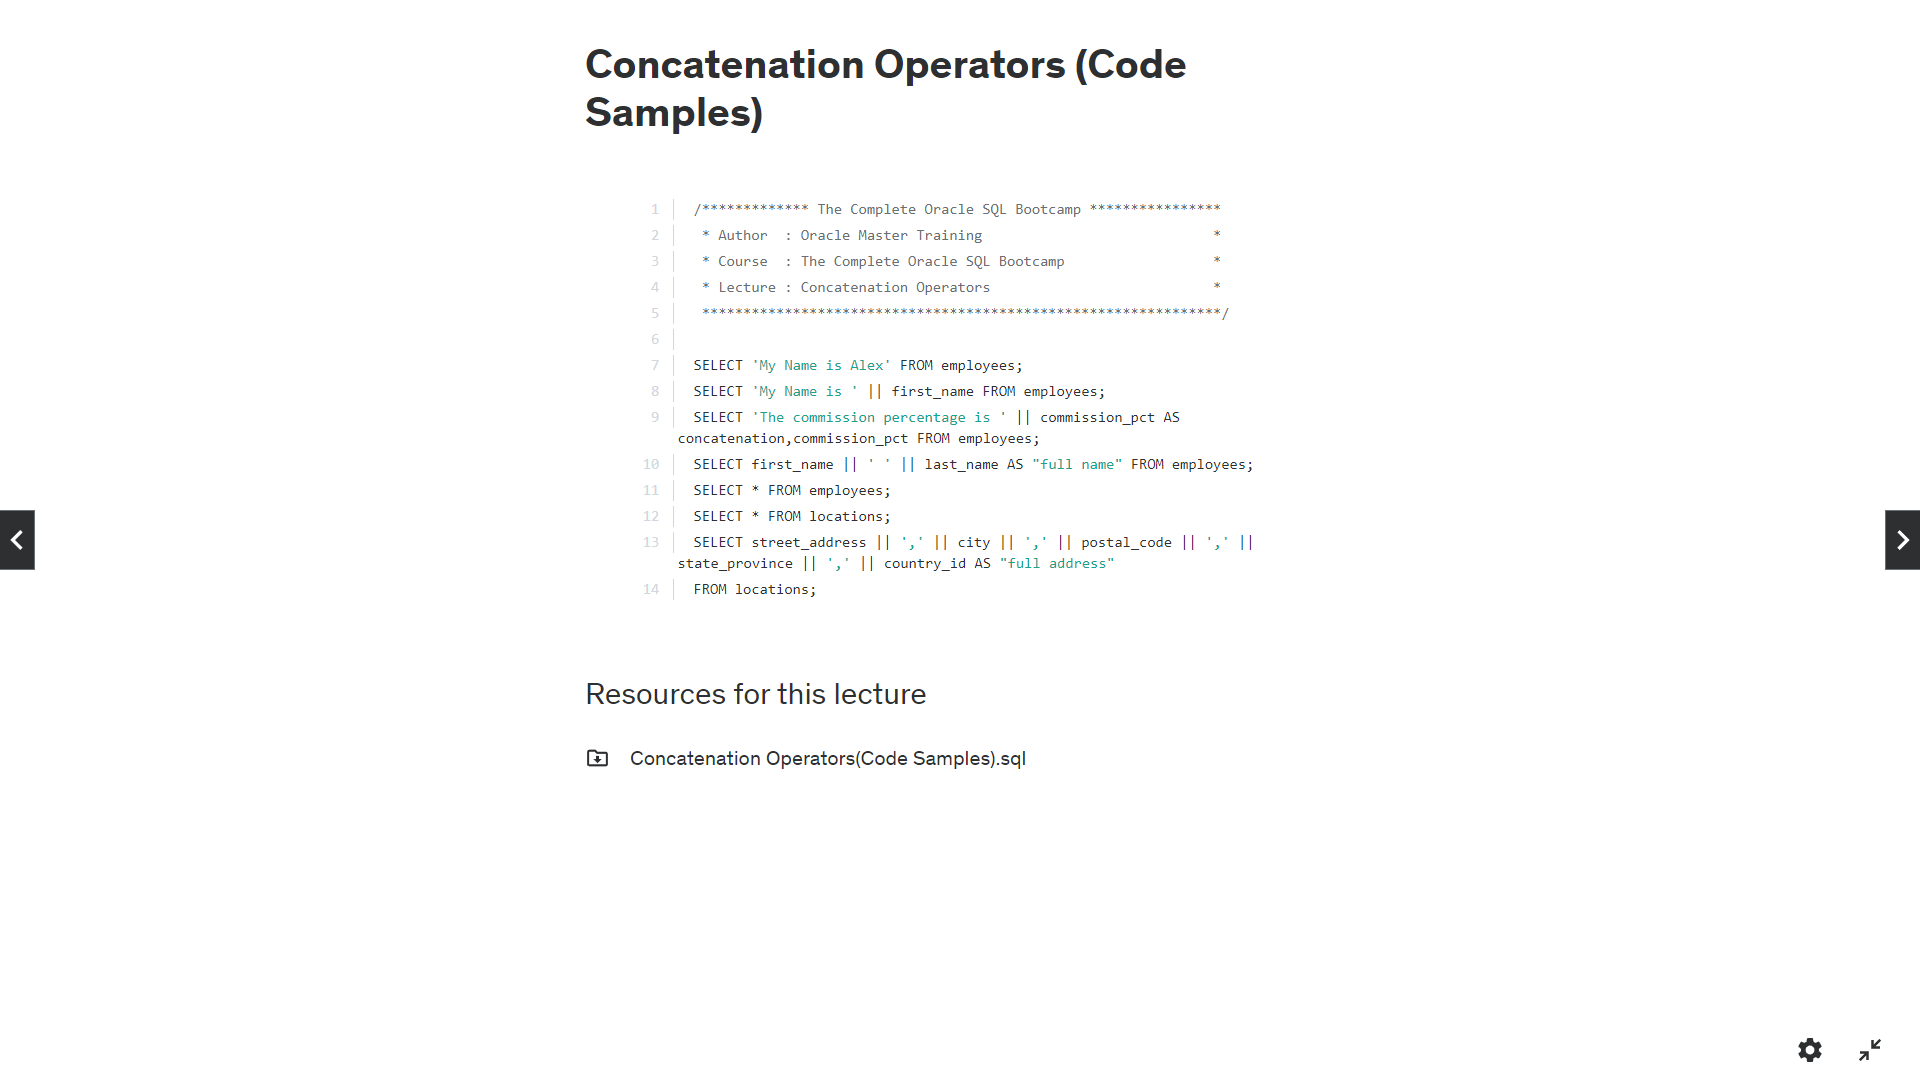 Concatenation Operators (Code
Samples)
1 /************* The Complete Oracle SQL Bootcamp ****************
2 * Author  : Oracle Master Training                            *
3 * Course  : The Complete Oracle SQL Bootcamp                  *
4 * Lecture : Concatenation Operators                           *
5 ***************************************************************/
6
7 SELECT 'My Name is Alex' FROM employees;
8 SELECT 'My Name is ' || first_name FROM employees;
9 SELECT 'The commission percentage is ' || commission_pct AS
concatenation,commission_pct FROM employees;
10 SELECT first_name || ' ' || last_name AS "full name" FROM employees;
11 SELECT * FROM employees;
12 SELECT * FROM locations;
13 SELECT street_address || ',' || city || ',' || postal_code || ',' ||
state_province || ',' || country_id AS "full address"
14 FROM locations;
Resources for this lecture
Concatenation Operators(Code Samples).sql